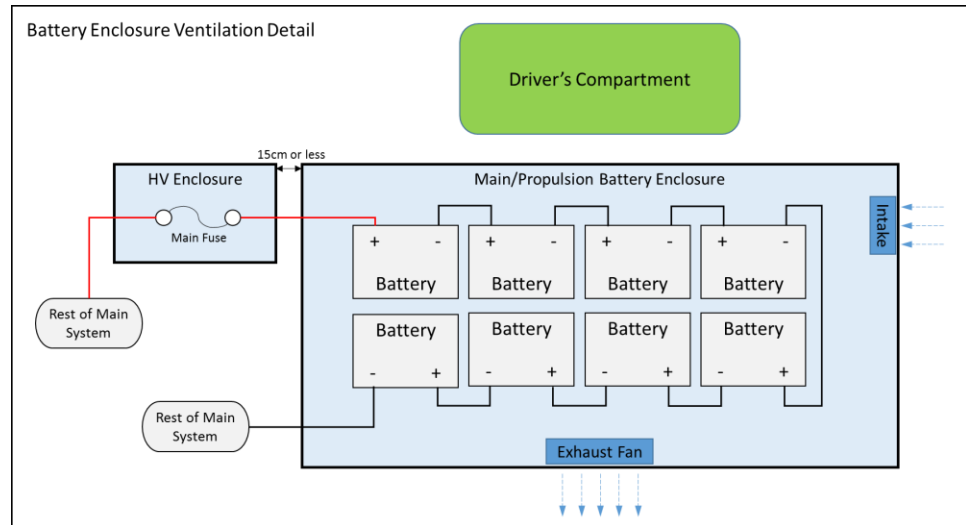 Battery Enclosure Ventilation Detail
Driver's Compartment
15cm or less
HV Enclosure
Main Fuse
Main/Propulsion Battery Enclosure
Intake
+ - + - + - + -
Battery Battery Battery Battery
Battery Battery Battery Battery
- + - + - + - +
Rest of Main
System
Rest of Main
System
Exhaust Fan